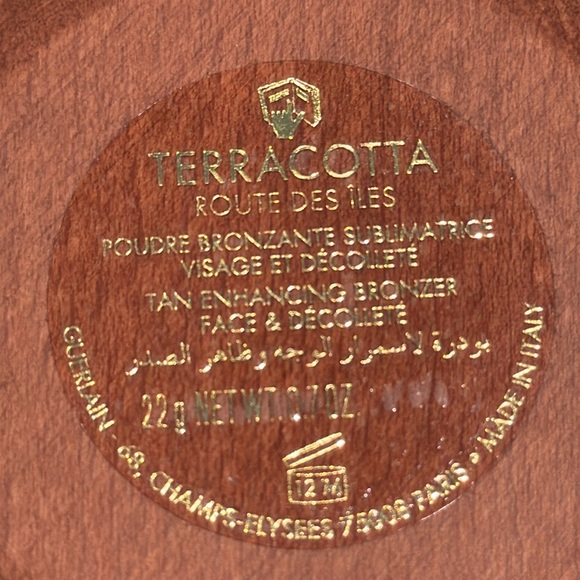 TERRACOTTA
ROUTE DES ÎLES
POUDRE BRONZANTE SUBLIMATRICE
VISAGE ET DÉCOLLETÉ
TAN ENHANCING BRONZER
FACE & DÉCOLLETÉ
بودرة لاسمرار الوجه وظاهر الصدر
22 g NET WT. 0.7 OZ.
12 M
GUERLAIN - 68, CHAMPS-ELYSEES 75008 PARIS • MADE IN ITALY